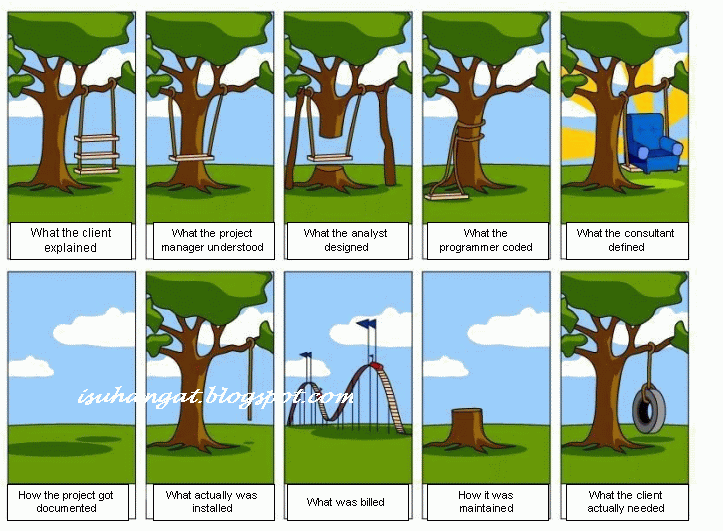 What the client
explained
What the project
manager understood
What the analyst
designed
What the
programmer coded
What the consultant
defined
isuhangat.blogspot.com
How the project got
documented
What actually was
installed
What was billed
How it was
maintained
What the client
actually needed